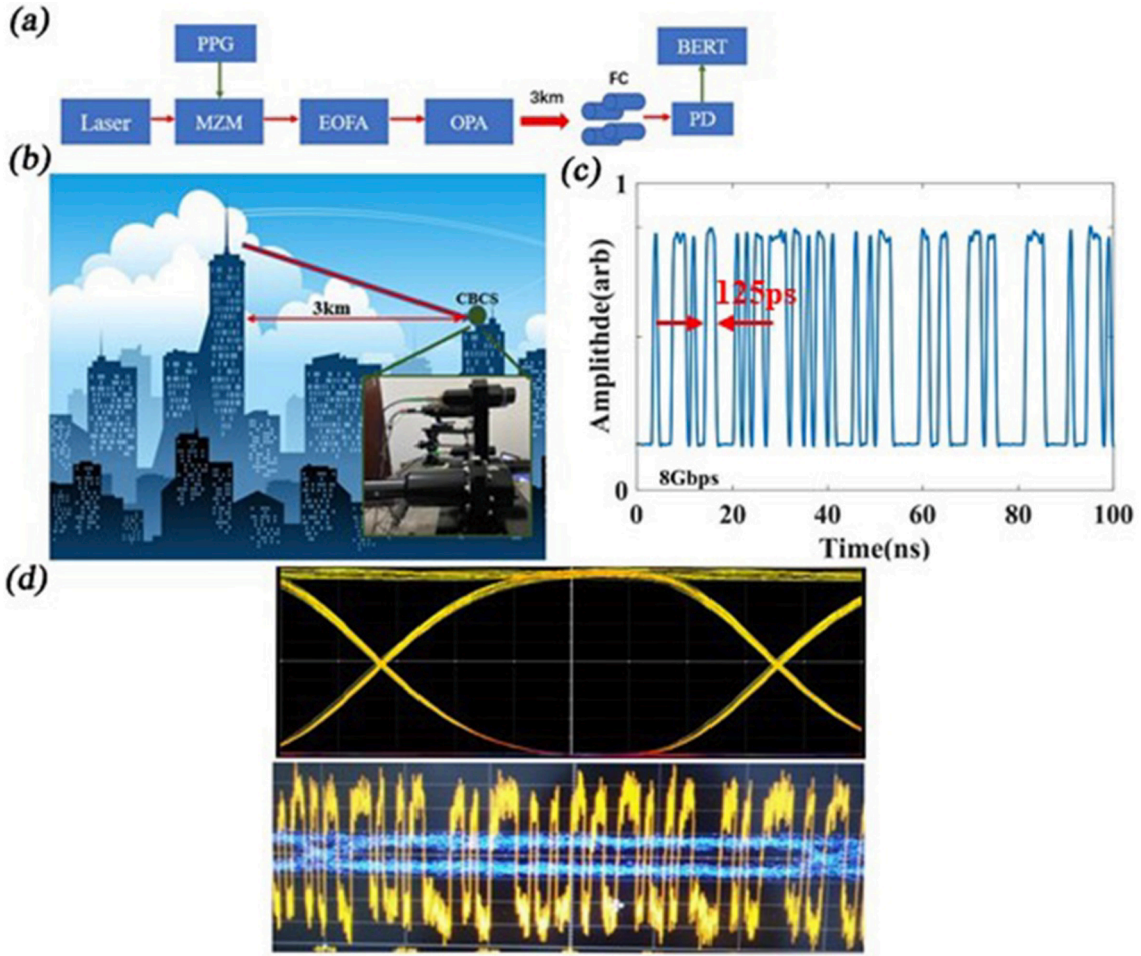 (a)
PPG
BERT
FC
3km
Laser
MZM
EOFA
OPA
PD
(b)
3km
CBCS
(c)
1
Amplithde(arb)
0
125ps
8Gbps
0 20 40 60 80 100
Time(ns)
(d)